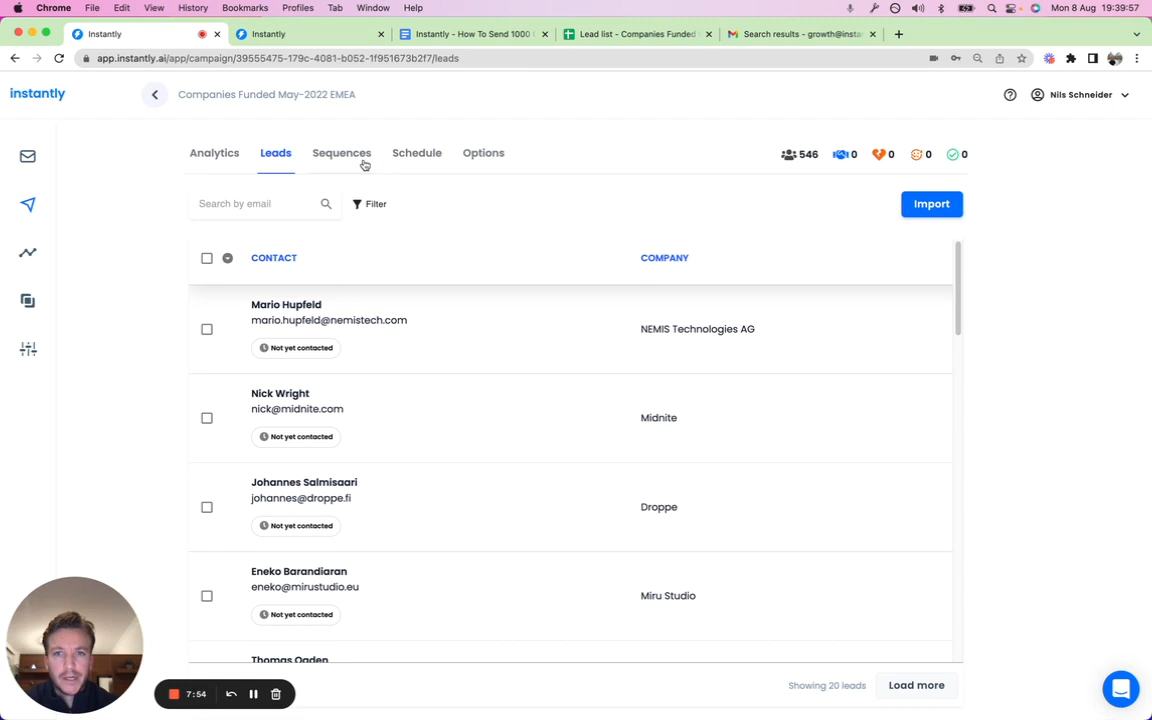 Chrome File Edit View History Bookmarks Profiles Tab Window Help Mon 8 Aug 19:39:57
Instantly Instantly Instantly - How To Send 1000 Lead list - Companies Funded Search results - growth@insta
app.instantly.ai/app/campaign/39555475-179c-4081-b052-1f951673b2f7/leads
instantly Companies Funded May-2022 EMEA Nils Schneider
Analytics Leads Sequences Schedule Options 546 0 0 0 0
Search by email Filter Import
CONTACT COMPANY
Mario Hupfeld
mario.hupfeld@nemistech.com NEMIS Technologies AG
Not yet contacted
Nick Wright
nick@midnite.com Midnite
Not yet contacted
Johannes Salmisaari
johannes@droppe.fi Droppe
Not yet contacted
Eneko Barandiaran
eneko@mirustudio.eu Miru Studio
Not yet contacted
Thomas Ogden
Showing 20 leads Load more
7:54